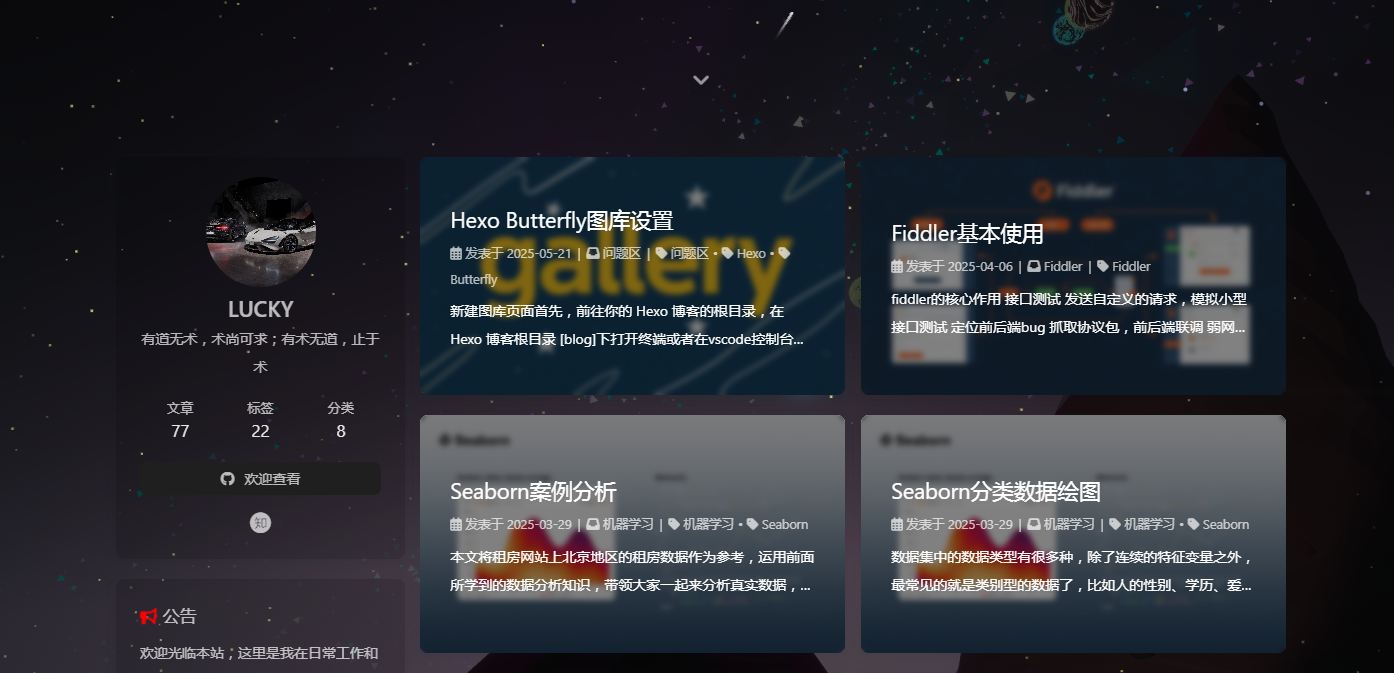 LUCKY
有道无术，术尚可求；有术无道，止于
术
文章 标签 分类
77 22 8
欢迎查看
知
公告
欢迎光临本站，这里是我在日常工作和
gallery
Hexo Butterfly图库设置
发表于 2025-05-21 | 问题区 | 问题区 • Hexo •
Butterfly
新建图库页面首先，前往你的 Hexo 博客的根目录，在
Hexo 博客根目录 [blog]下打开终端或者在vscode控制台...
Fiddler
Fiddler基本使用
发表于 2025-04-06 | Fiddler | Fiddler
fiddler的核心作用 接口测试 发送自定义的请求，模拟小型
接口测试 定位前后端bug 抓取协议包，前后端联调 弱网...
Seaborn
Seaborn案例分析
发表于 2025-03-29 | 机器学习 | 机器学习 • Seaborn
本文将租房网站上北京地区的租房数据作为参考，运用前面
所学到的数据分析知识，带领大家一起来分析真实数据，...
Seaborn
Seaborn分类数据绘图
发表于 2025-03-29 | 机器学习 | 机器学习 • Seaborn
数据集中的数据类型有很多种，除了连续的特征变量之外，
最常见的就是类别型的数据了，比如人的性别、学历、爱...